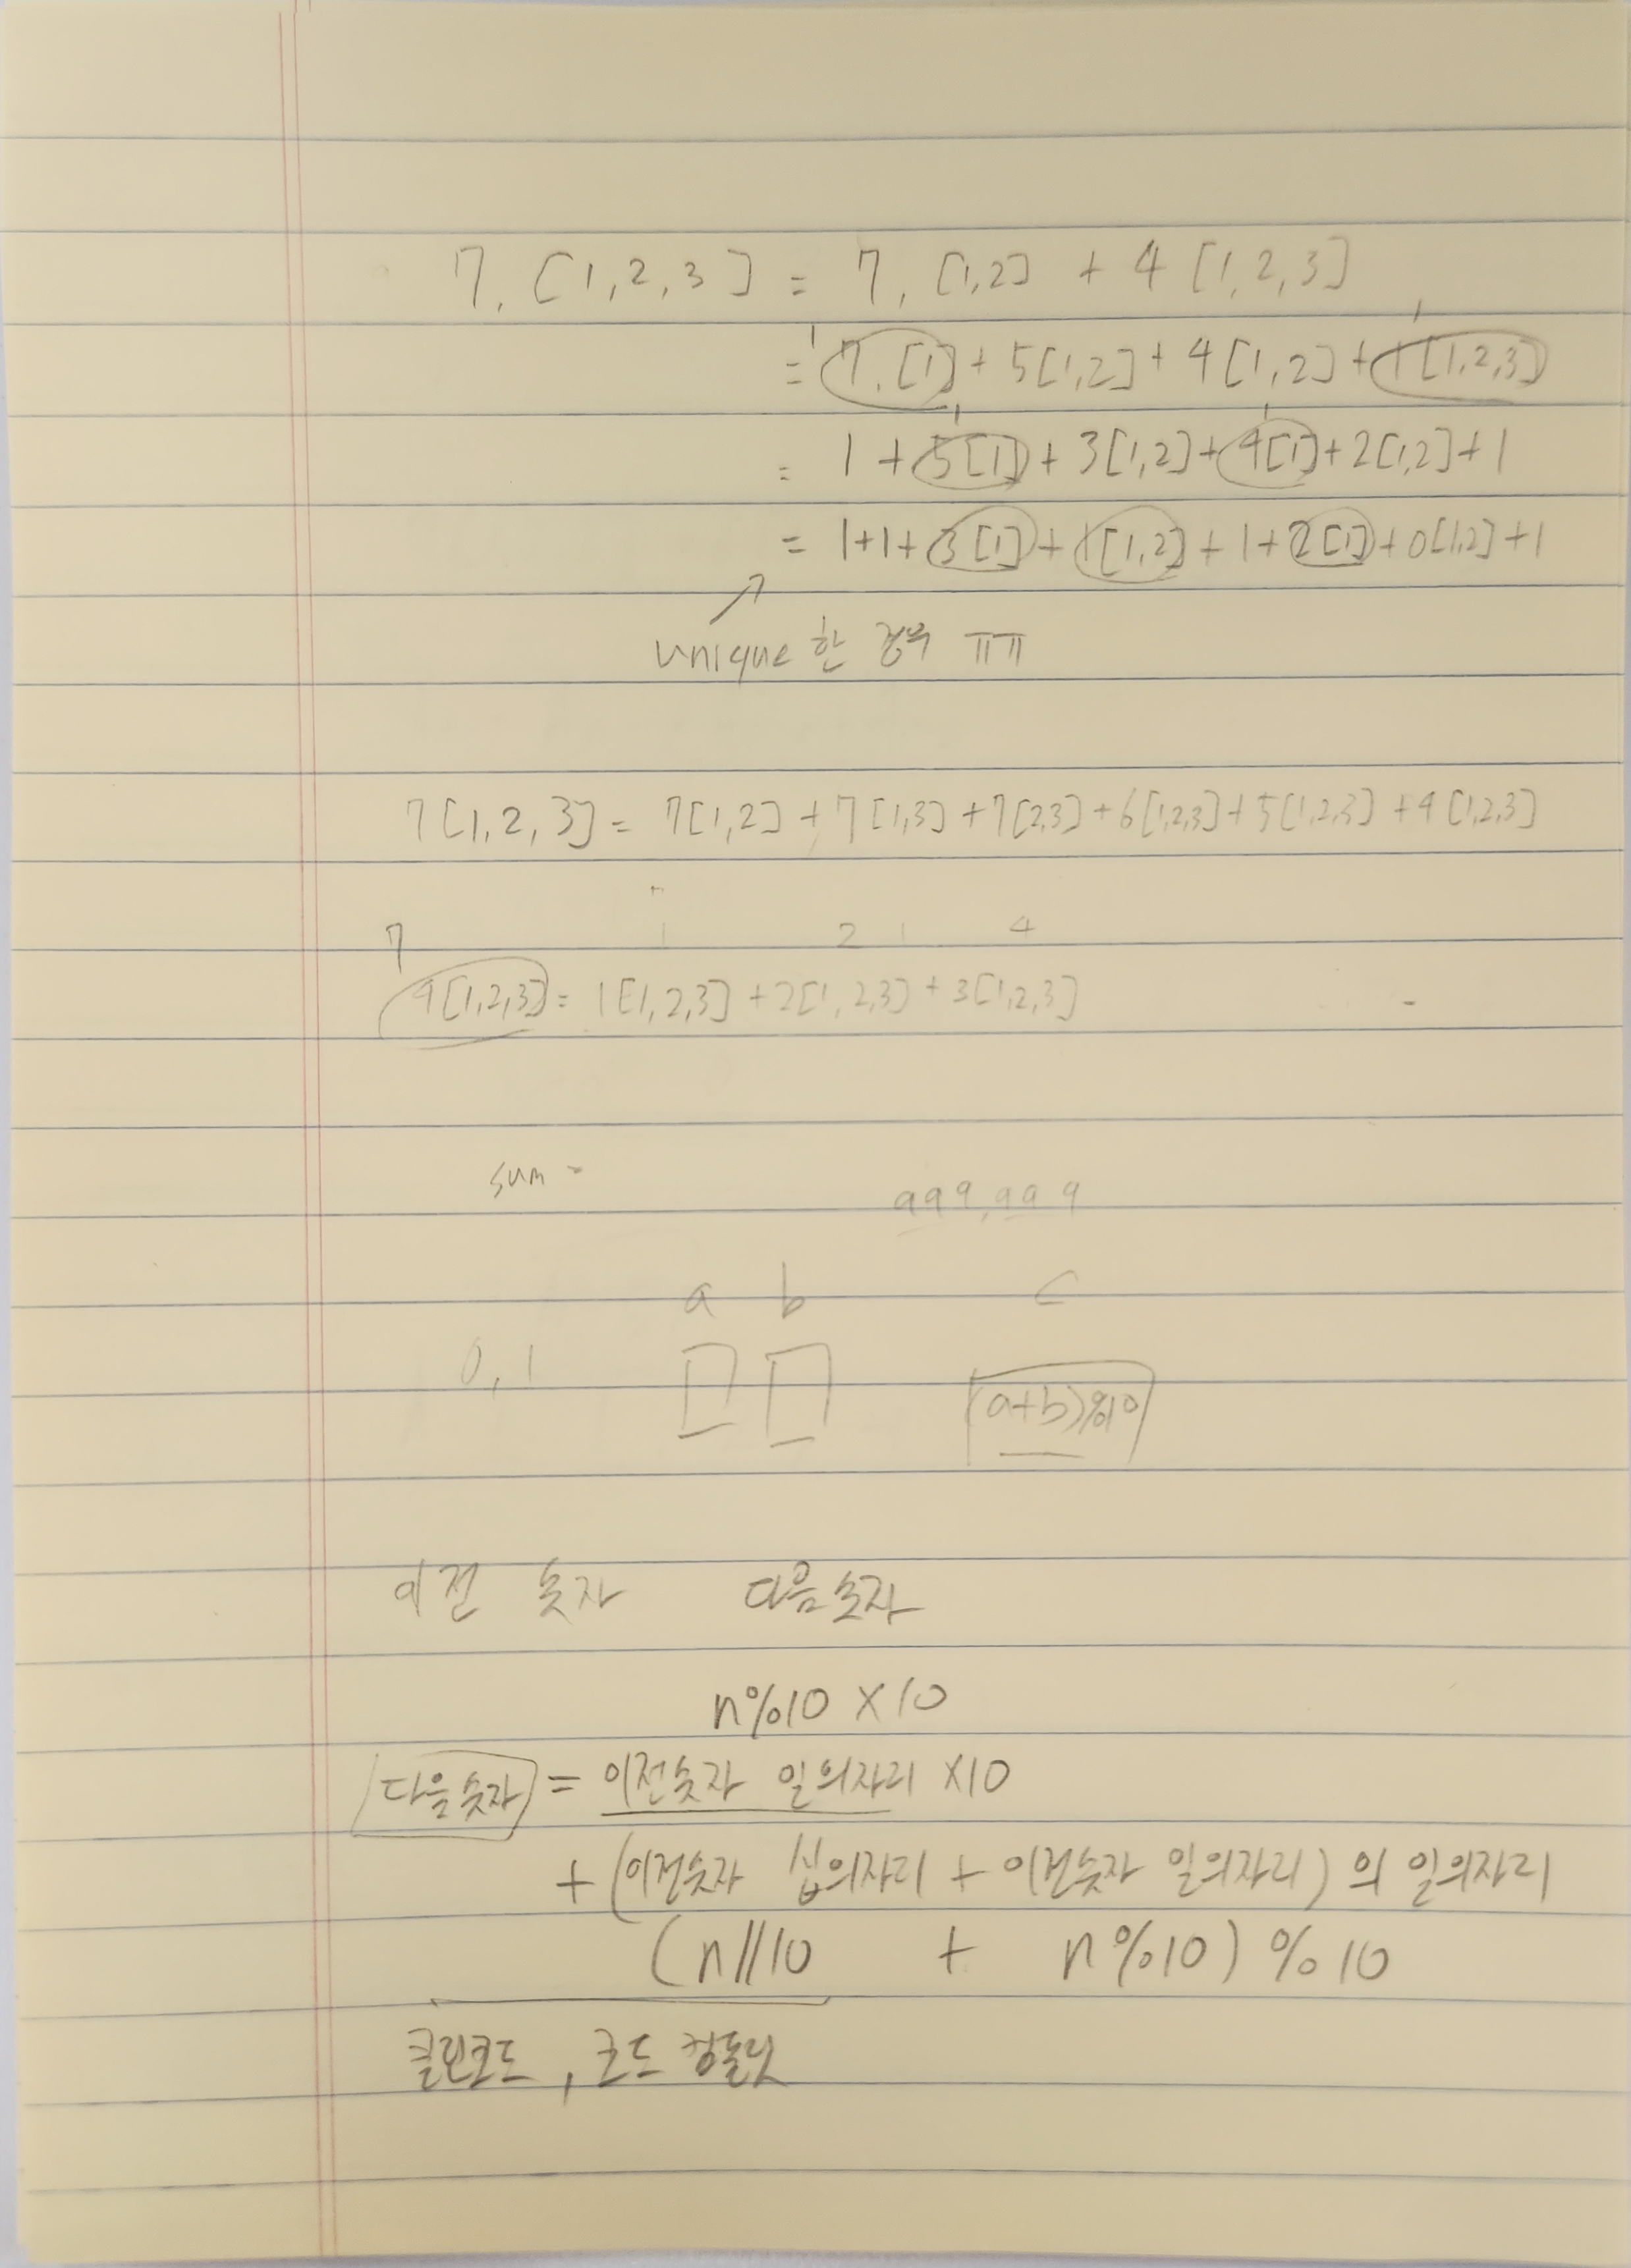 7, [1,2,3] = 7, [1,2] + 4 [1,2,3]
= 7, [1] + 5[1,2] + 4[1,2] + 1[1,2,3]
= 1 + 5[1] + 3[1,2] + 4[1] + 2[1,2] + 1
= 1+1+3[1] + 1[1,2] + 1+2[1] + 0[1,2] + 1
unique 한 경우 ㅠㅠ
7[1,2,3] = 7[1,2] + 7[1,3] + 7[2,3] + 6[1,2,3] + 5[1,2,3] + 4[1,2,3]
7 1 2 1 4
4[1,2,3] = 1[1,2,3] + 2[1,2,3] + 3[1,2,3]
sum =
999,999
a b c
0, 1 (a+b)%10
이전 숫자 다음숫자
n%10 × 10
다음숫자 = 이전숫자 일의자리 ×10
+ (이전숫자 십의자리 + 이전숫자 일의자리) 의 일의자리
(n//10 + n%10) % 10
클린코드, 코드 컴플릿